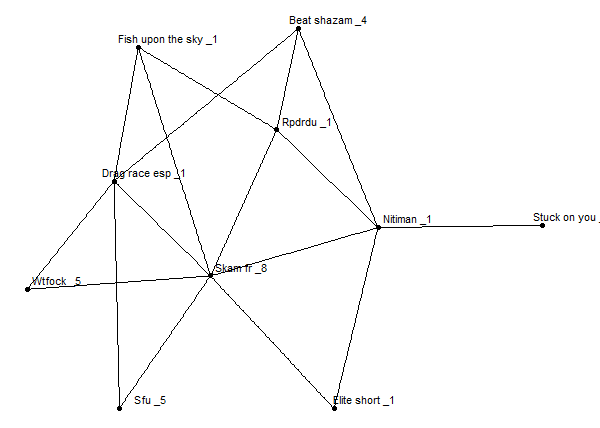 Beat shazam _4
Fish upon the sky _1
Rpdrdu _1
Drag race esp _1
Nitiman _1
Stuck on you _
Skam fr _8
Wtfock _5
Sfu _5
Elite short _1